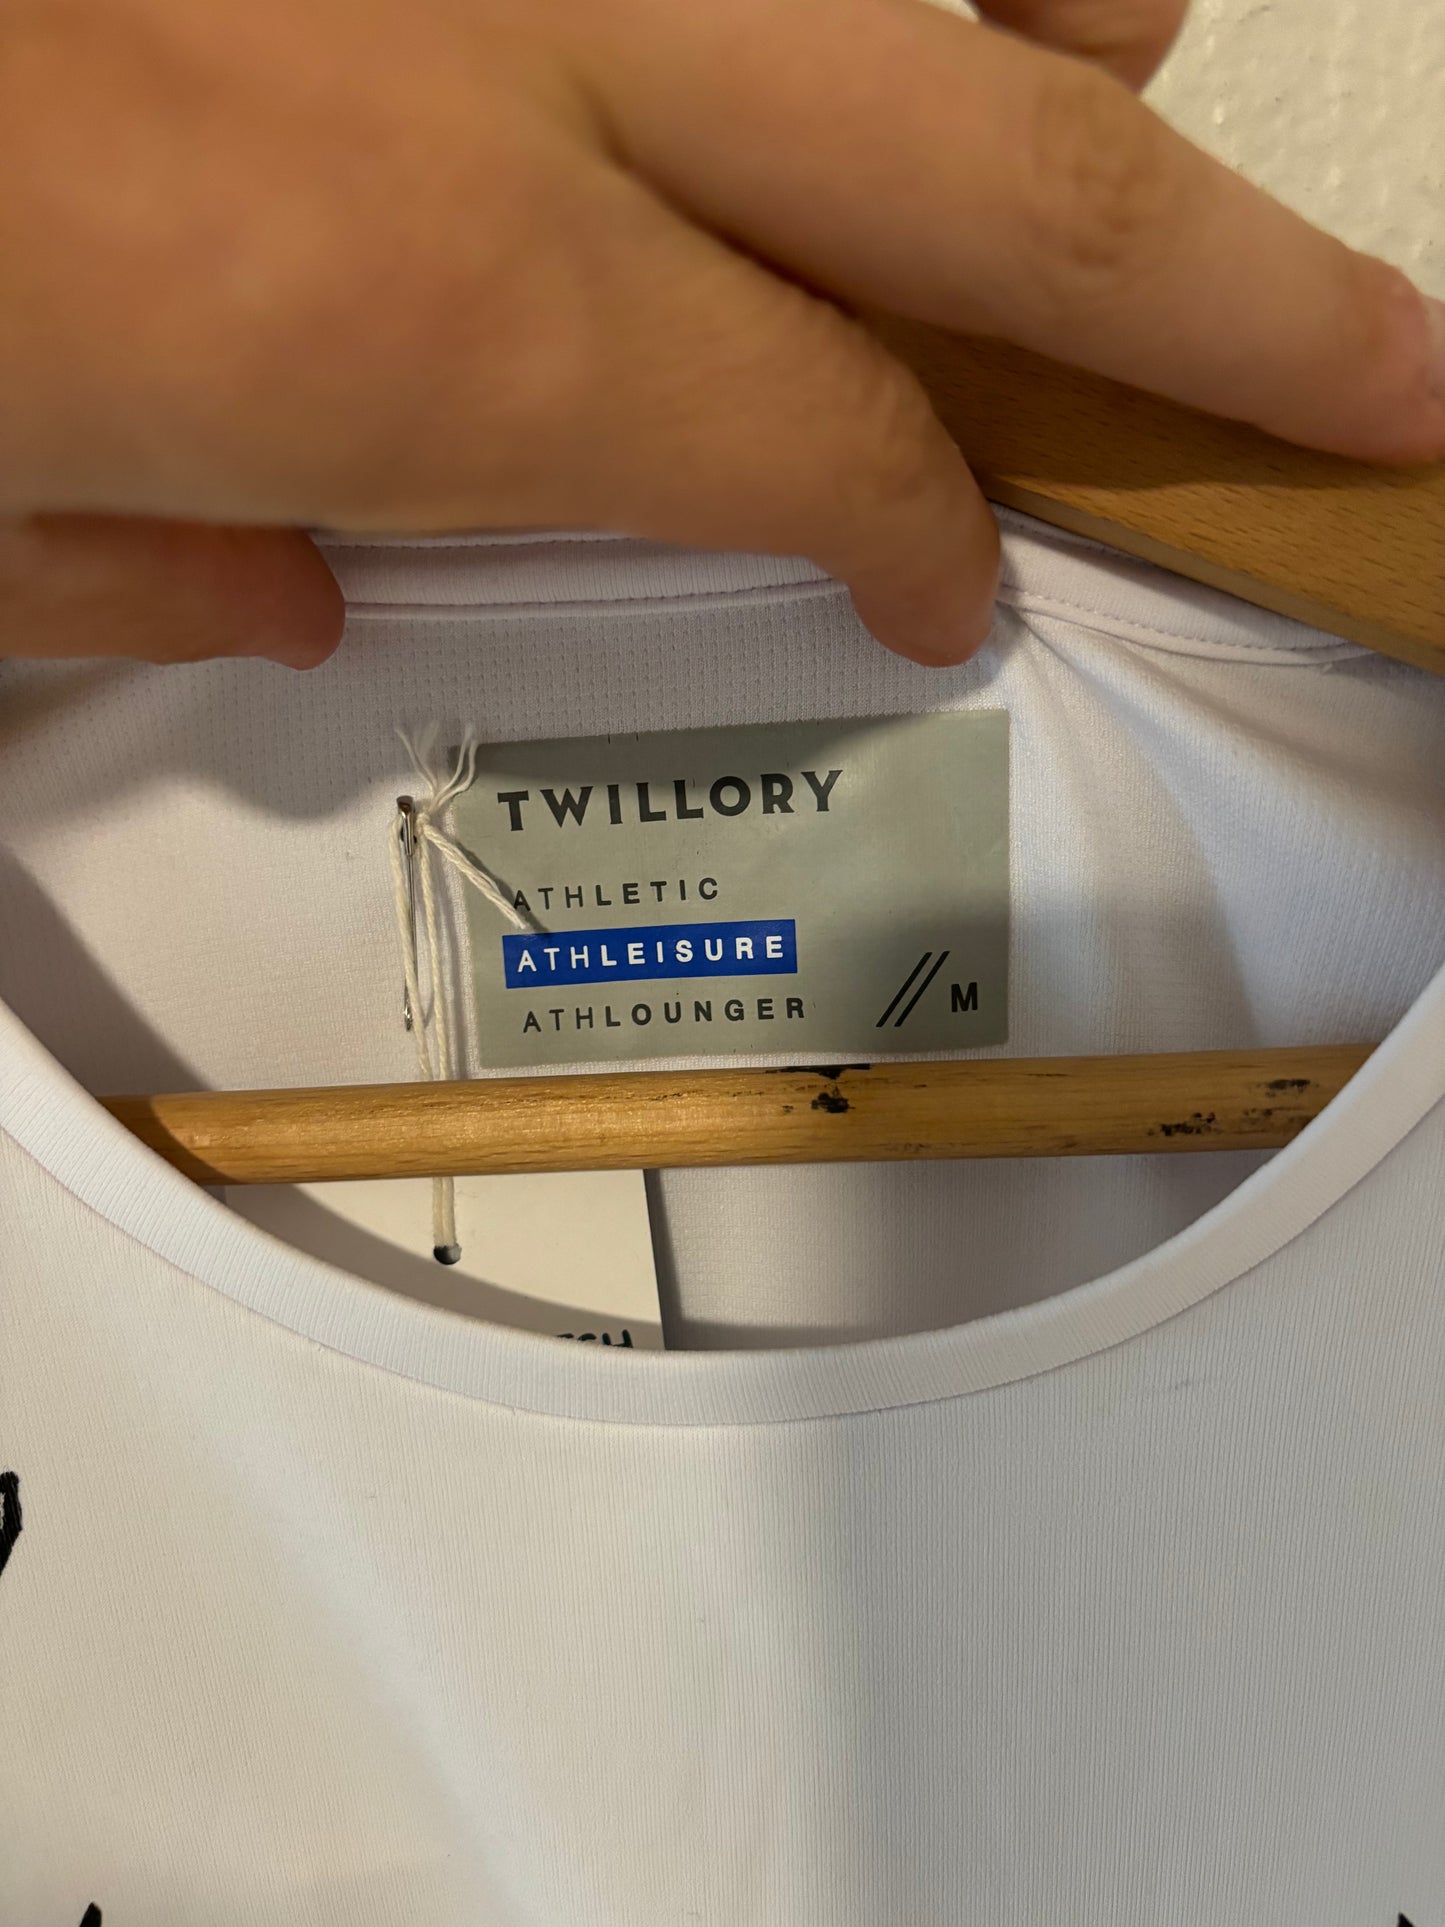 TWILLORY
ATHLETIC
ATHLEISURE
ATHLOUNGER
// M